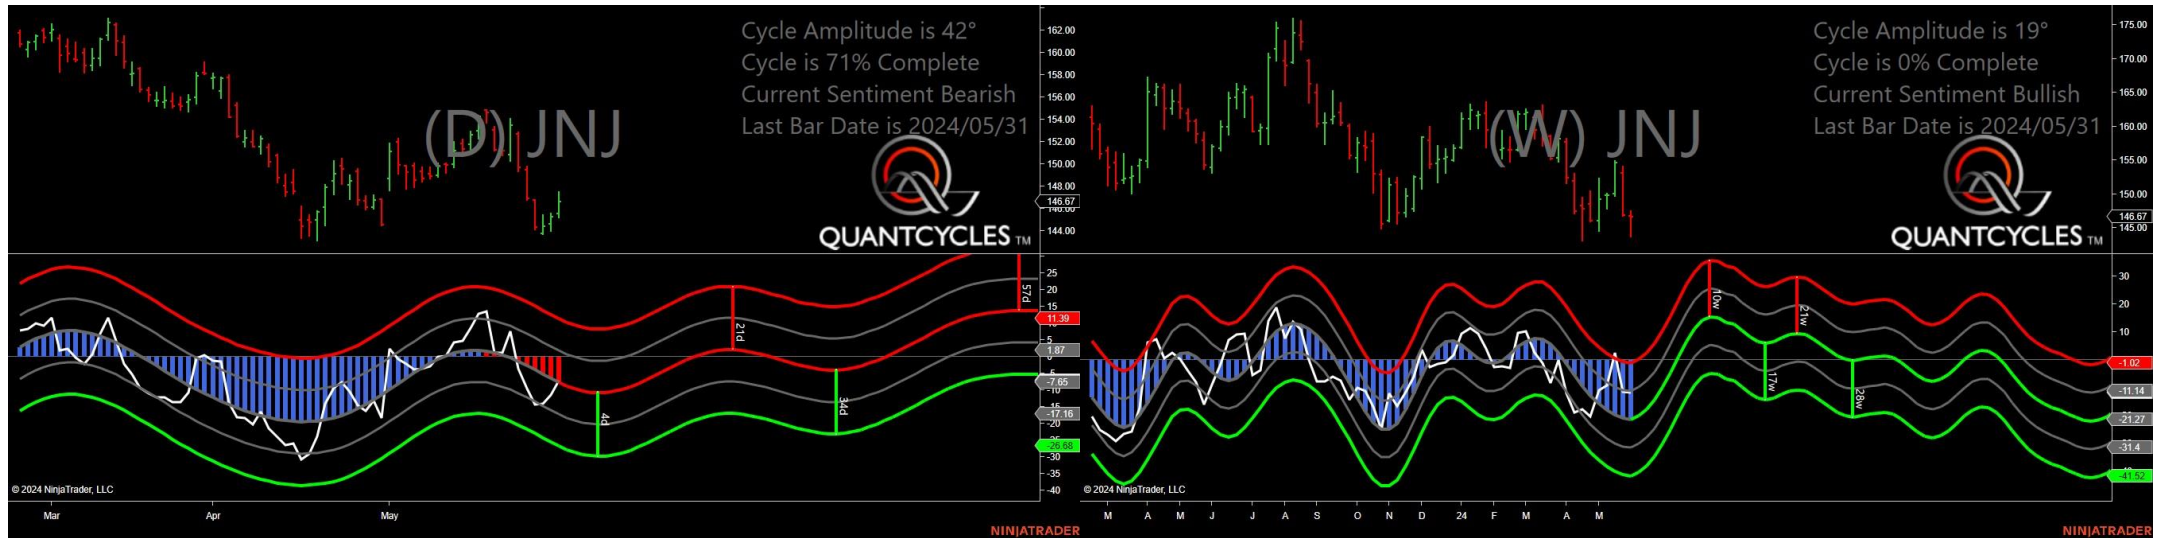 Cycle Amplitude is 42°
Cycle is 71% Complete
Current Sentiment Bearish
Last Bar Date is 2024/05/31
(D) JNJ
QUANTCYCLES TM
162.00
160.00
158.00
156.00
154.00
152.00
150.00
148.00
146.67
146.00
144.00
25
20
15
11.39
5
1.87
-5
-7.65
-10
-15
-17.16
-20
-26.68
-30
-35
-40
4d
21d
34d
57d
© 2024 NinjaTrader, LLC
Mar Apr May
NINJATRADER
Cycle Amplitude is 19°
Cycle is 0% Complete
Current Sentiment Bullish
Last Bar Date is 2024/05/31
(W) JNJ
QUANTCYCLES TM
175.00
170.00
165.00
160.00
155.00
150.00
146.67
145.00
30
20
10
-1.02
-11.14
-21.27
-31.4
-41.52
10w
17w
21w
28w
© 2024 NinjaTrader, LLC
M A M J J A S O N D 24 F M A M
NINJATRADER